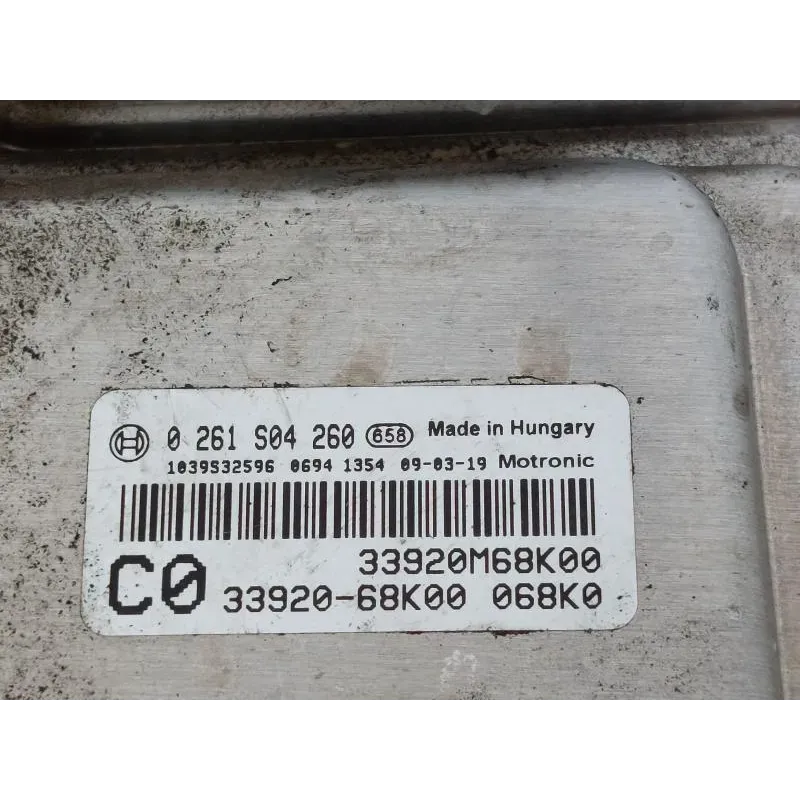 0 261 S04 260 658 Made in Hungary
1039S32596 0694 1354 09-03-19 Motronic
33920M68K00
C0 33920-68K00 068K0